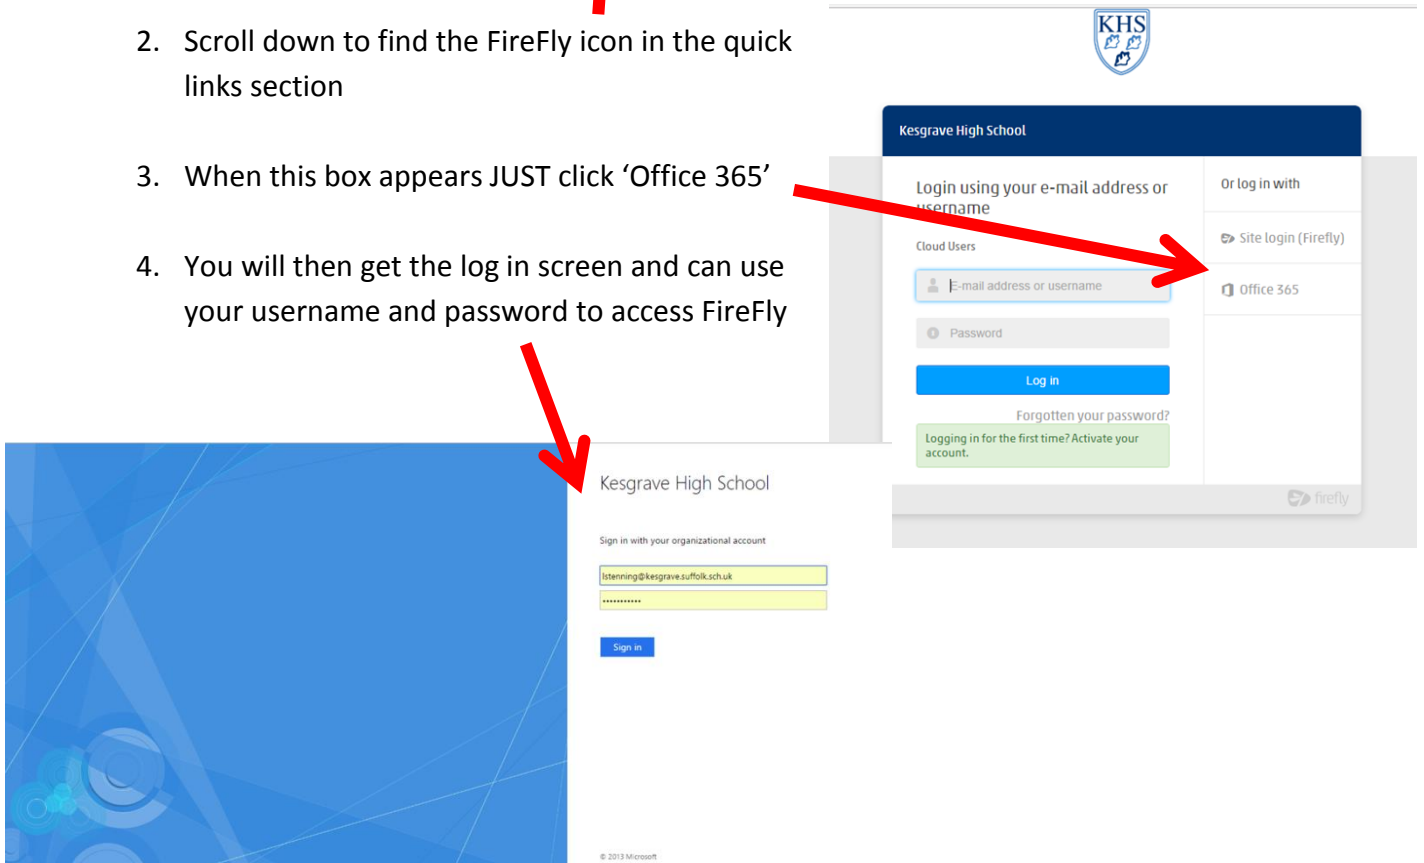 2. Scroll down to find the FireFly icon in the quick
links section
3. When this box appears JUST click ‘Office 365’
4. You will then get the log in screen and can use
your username and password to access FireFly
KHS
Kesgrave High School
Login using your e-mail address or
username
Cloud Users
E-mail address or username
Password
Log in
Forgotten your password?
Logging in for the first time? Activate your
account.
Or log in with
Site login (Firefly)
Office 365
firefly
Kesgrave High School
Sign in with your organizational account
lstenning@kesgrave.suffolk.sch.uk
•••••••••••
Sign in
© 2013 Microsoft